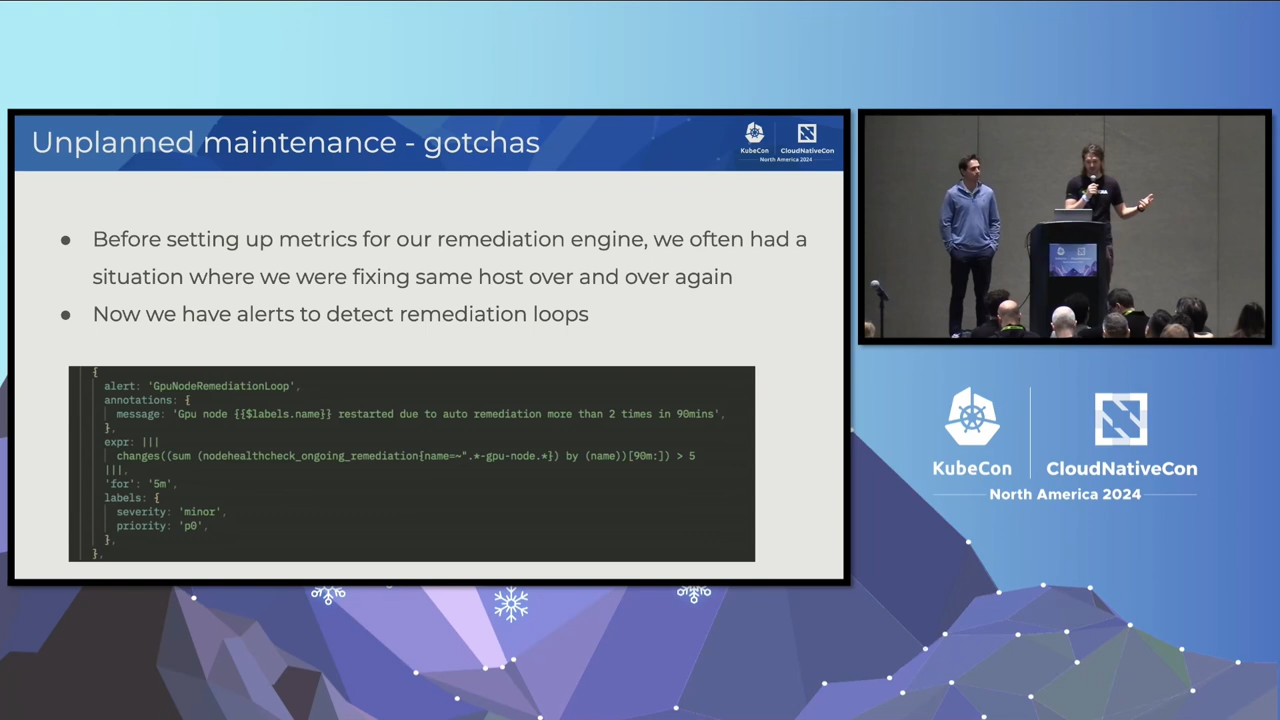 Unplanned maintenance - gotchas
KubeCon
CloudNativeCon
North America 2024
● Before setting up metrics for our remediation engine, we often had a
situation where we were fixing same host over and over again
● Now we have alerts to detect remediation loops
{
alert: 'GpuNodeRemediationLoop',
annotations: {
message: 'Gpu node {{$labels.name}} restarted due to auto remediation more than 2 times in 90mins',
},
expr: |||
changes((sum (nodehealthcheck_ongoing_remediation{name=~".*-gpu-node.*}) by (name))[90m:]) > 5
|||,
'for': '5m',
labels: {
severity: 'minor',
priority: 'p0',
},
},
KubeCon
CloudNativeCon
North America 2024